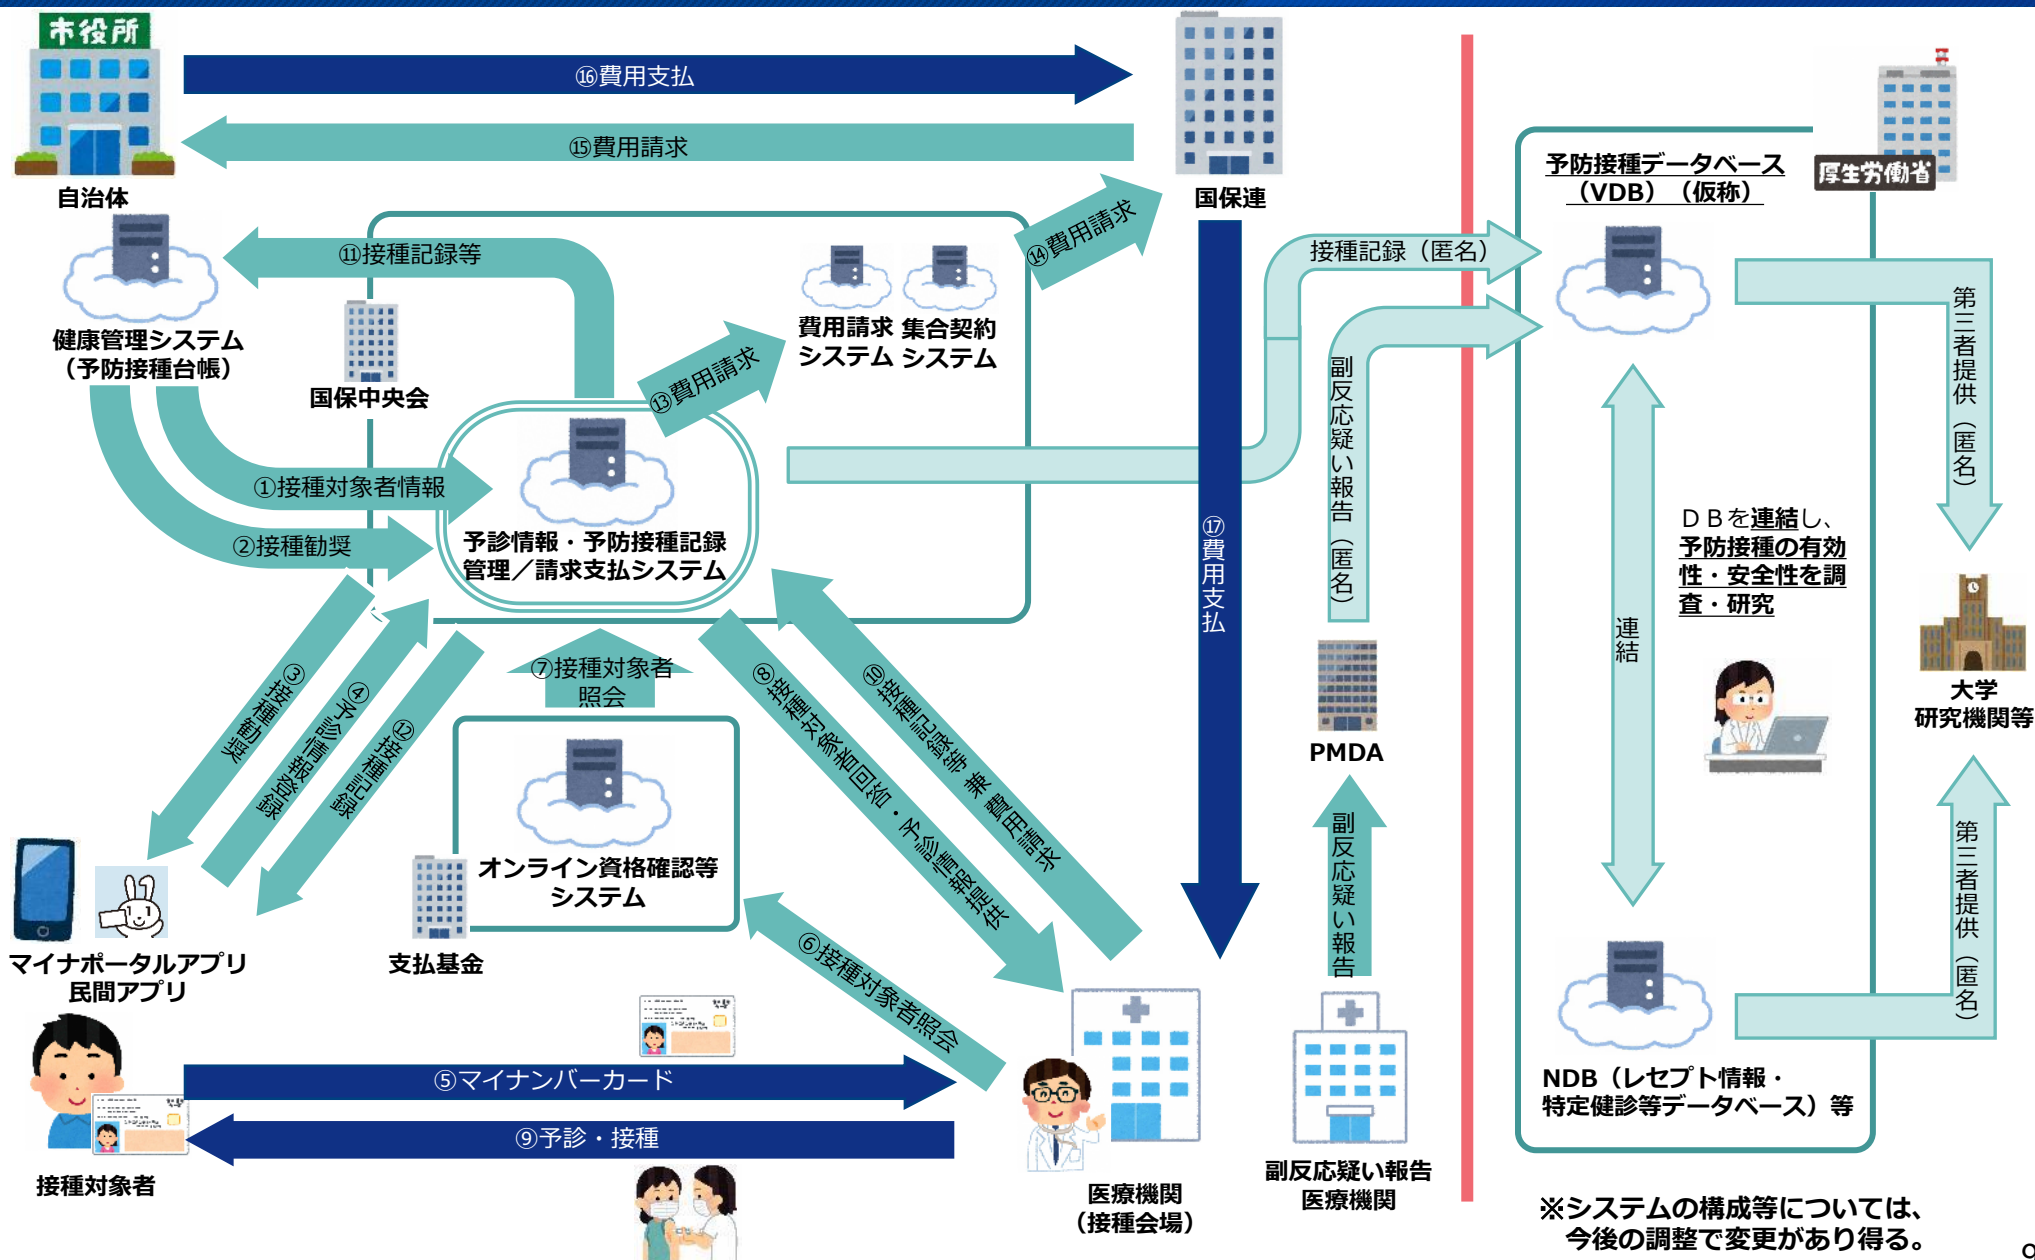 市役所
自治体
⑯費用支払
⑮費用請求
国保連
⑭費用請求
健康管理システム
（予防接種台帳）
⑪接種記録等
国保中央会
費用請求
システム
集合契約
システム
⑬費用請求
①接種対象者情報
②接種勧奨
予診情報・予防接種記録
管理／請求支払システム
③接種勧奨
④予診情報登録
⑫接種記録
⑦接種対象者
照会
⑧接種対象者回答・予診情報提供
⑩接種記録等 兼 費用請求
⑰費用支払
オンライン資格確認等
システム
支払基金
⑥接種対象者照会
マイナポータルアプリ
民間アプリ
⑤マイナンバーカード
⑨予診・接種
接種対象者
医療機関
（接種会場）
副反応疑い報告
医療機関
副反応疑い報告
PMDA
副反応疑い報告（匿名）
接種記録（匿名）
予防接種データベース
（VDB）（仮称）
厚生労働省
第三者提供（匿名）
連結
ＤＢを連結し、
予防接種の有効
性・安全性を調
査・研究
大学
研究機関等
第三者提供（匿名）
NDB（レセプト情報・
特定健診等データベース）等
※システムの構成等については、
今後の調整で変更があり得る。